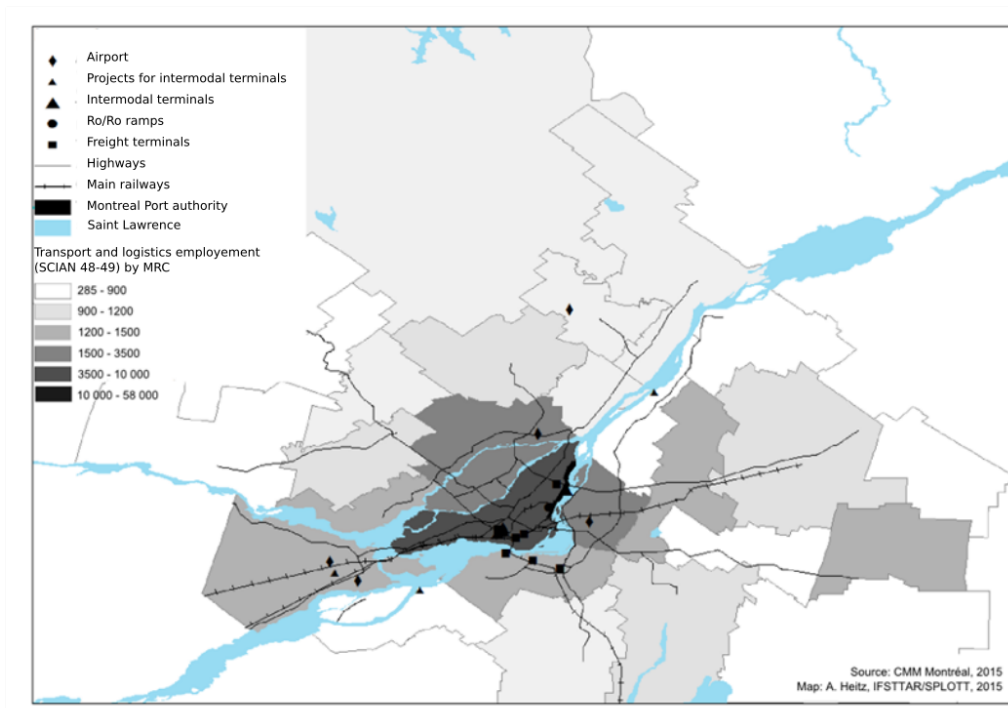 Airport
Projects for intermodal terminals
Intermodal terminals
Ro/Ro ramps
Freight terminals
Highways
Main railways
Montreal Port authority
Saint Lawrence
Transport and logistics employement
(SCIAN 48-49) by MRC
285 - 900
900 - 1200
1200 - 1500
1500 - 3500
3500 - 10 000
10 000 - 58 000
Source: CMM Montréal, 2015
Map: A. Heitz, IFSTTAR/SPLOTT, 2015